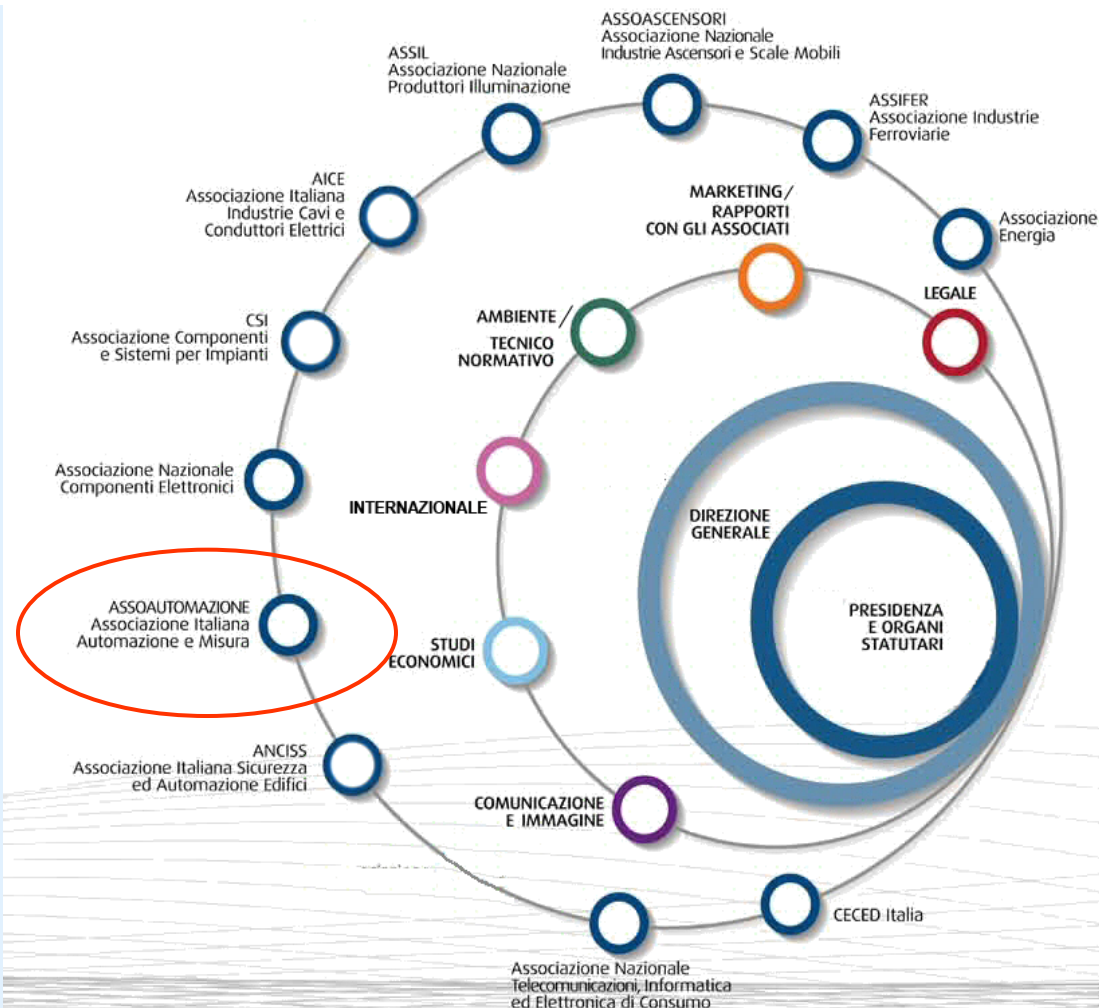 ASSOASCENSORI
Associazione Nazionale
Industrie Ascensori e Scale Mobili
ASSIL
Associazione Nazionale
Produttori Illuminazione
ASSIFER
Associazione Industrie
Ferroviarie
AICE
Associazione Italiana
Industrie Cavi e
Conduttori Elettrici
MARKETING/
RAPPORTI
CON GLI ASSOCIATI
Associazione
Energia
LEGALE
CSI
Associazione Componenti
e Sistemi per Impianti
AMBIENTE /
TECNICO
NORMATIVO
Associazione Nazionale
Componenti Elettronici
INTERNAZIONALE
DIREZIONE
GENERALE
ASSOAUTOMAZIONE
Associazione Italiana
Automazione e Misura
STUDI
ECONOMICI
PRESIDENZA
E ORGANI
STATUTARI
ANCISS
Associazione Italiana Sicurezza
ed Automazione Edifici
COMUNICAZIONE
E IMMAGINE
CECED Italia
Associazione Nazionale
Telecomunicazioni, Informatica
ed Elettronica di Consumo